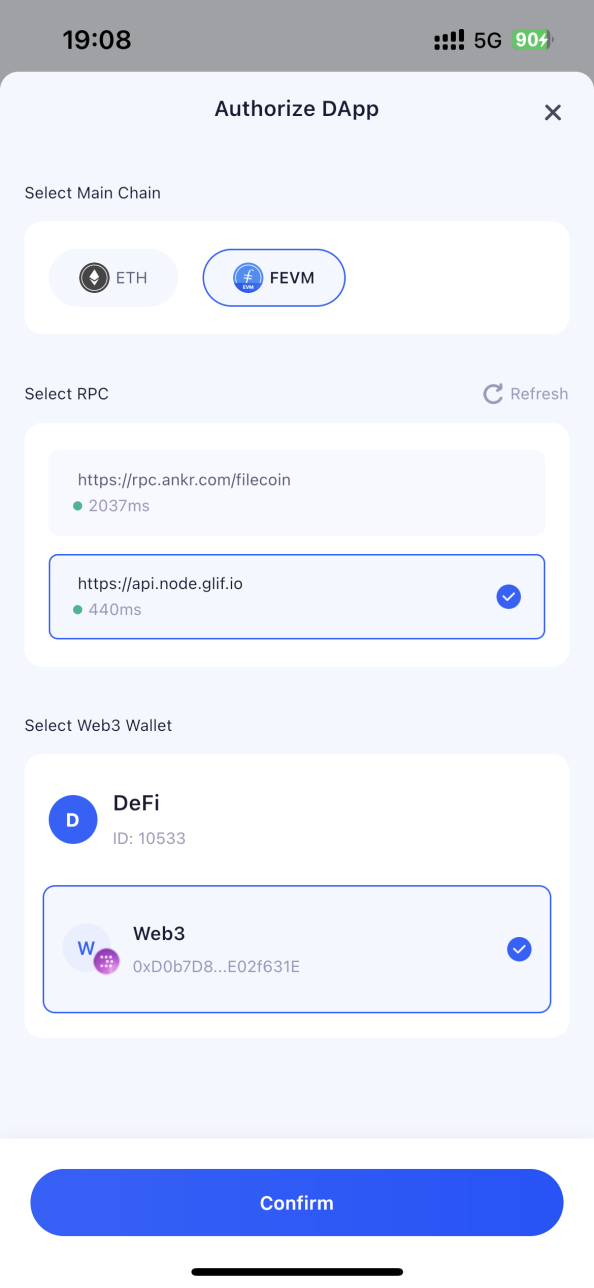 19:08
5G
90
Authorize DApp
Select Main Chain
ETH
EVM
FEVM
Select RPC
Refresh
https://rpc.ankr.com/filecoin
2037ms
https://api.node.glif.io
440ms
Select Web3 Wallet
D
DeFi
ID: 10533
W
Web3
0xD0b7D8...E02f631E
Confirm